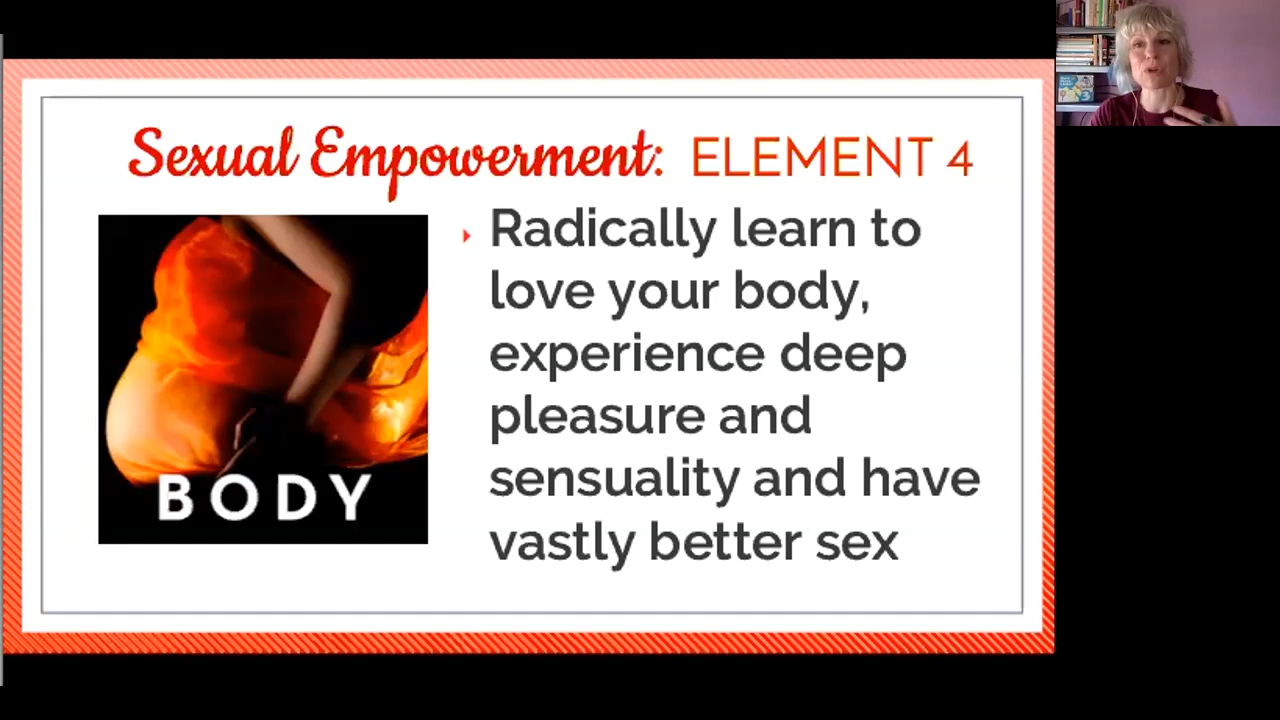 Sexual Empowerment: ELEMENT 4
Radically learn to
love your body,
experience deep
pleasure and
sensuality and have
vastly better sex
BODY